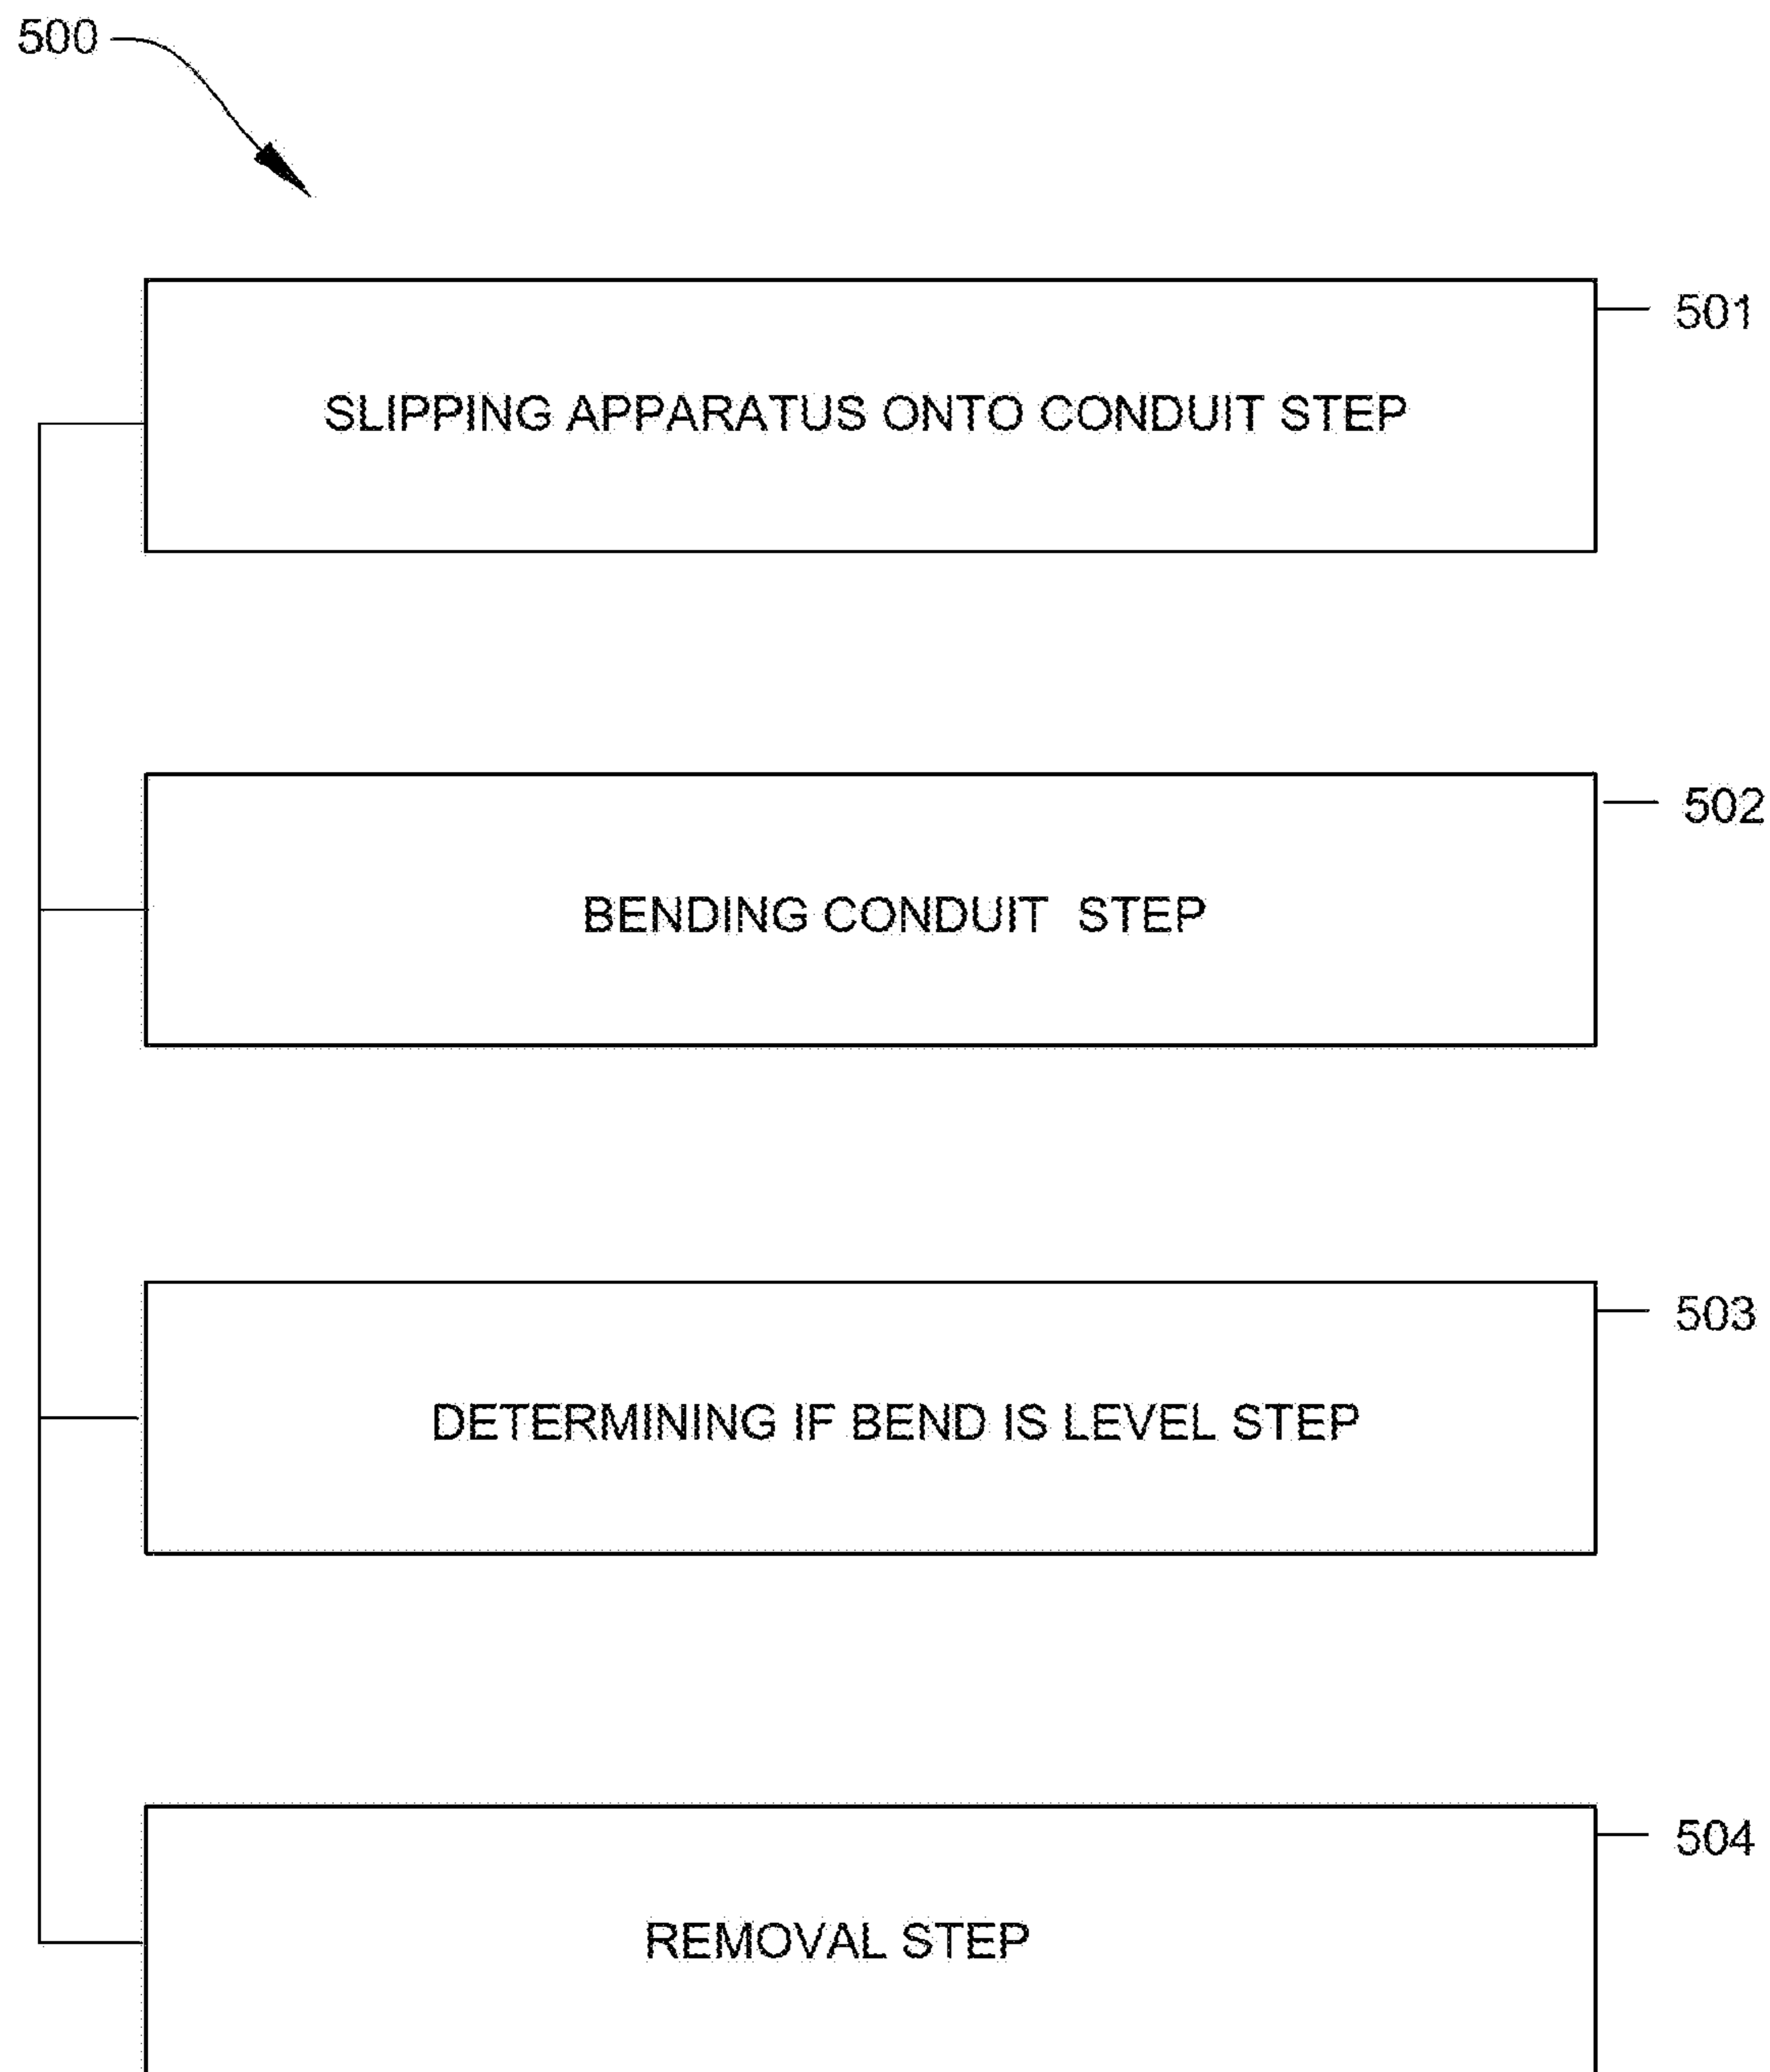 500
501
SLIPPING APPARATUS ONTO CONDUIT STEP
502
BENDING CONDUIT STEP
503
DETERMINING IF BEND IS LEVEL STEP
504
REMOVAL STEP